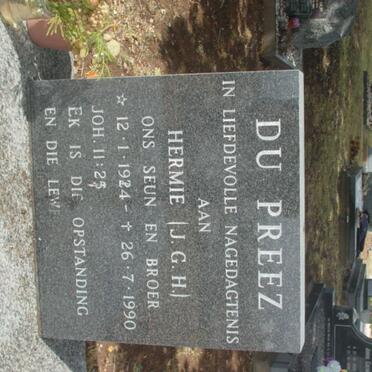 DU PREEZ
IN LIEFDEVOLLE NAGEDAGTENIS
AAN
HERMIE (J.G.H.)
ONS SEUN EN BROER
☆ 12.1.1924 - ✝ 26.7.1990
JOH. 11:25
EK IS DIE OPSTANDING
EN DIE LEWE